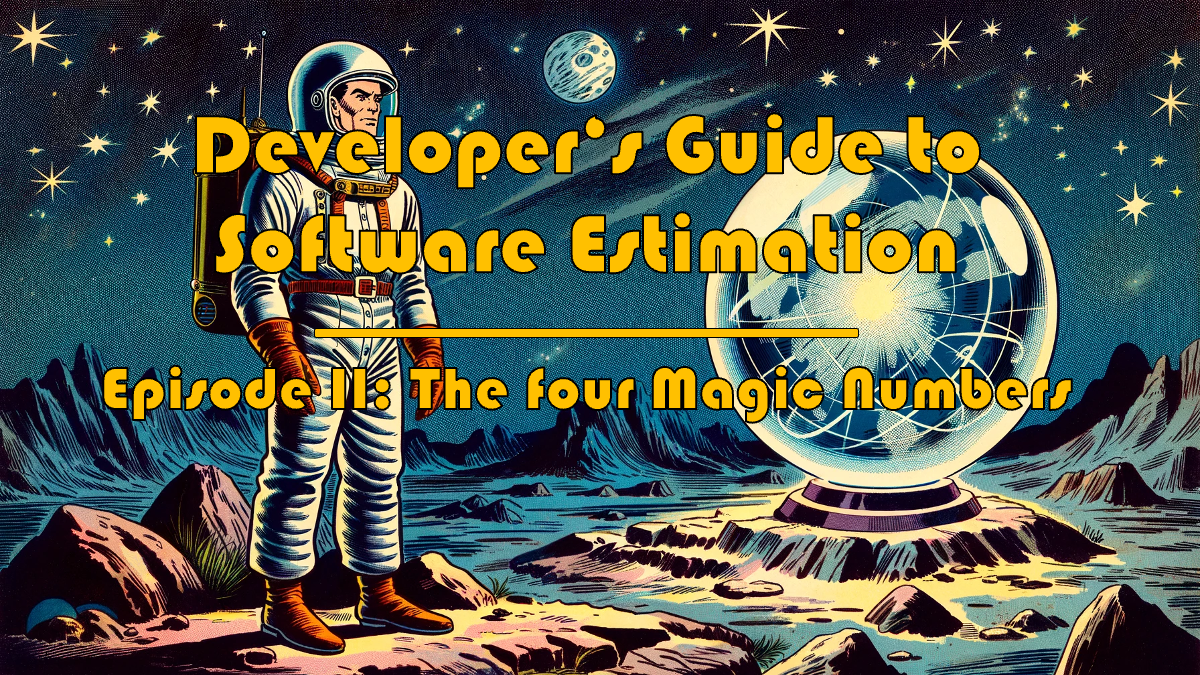 Developer's Guide to
Software Estimation
Episode II: The Four Magic Numbers